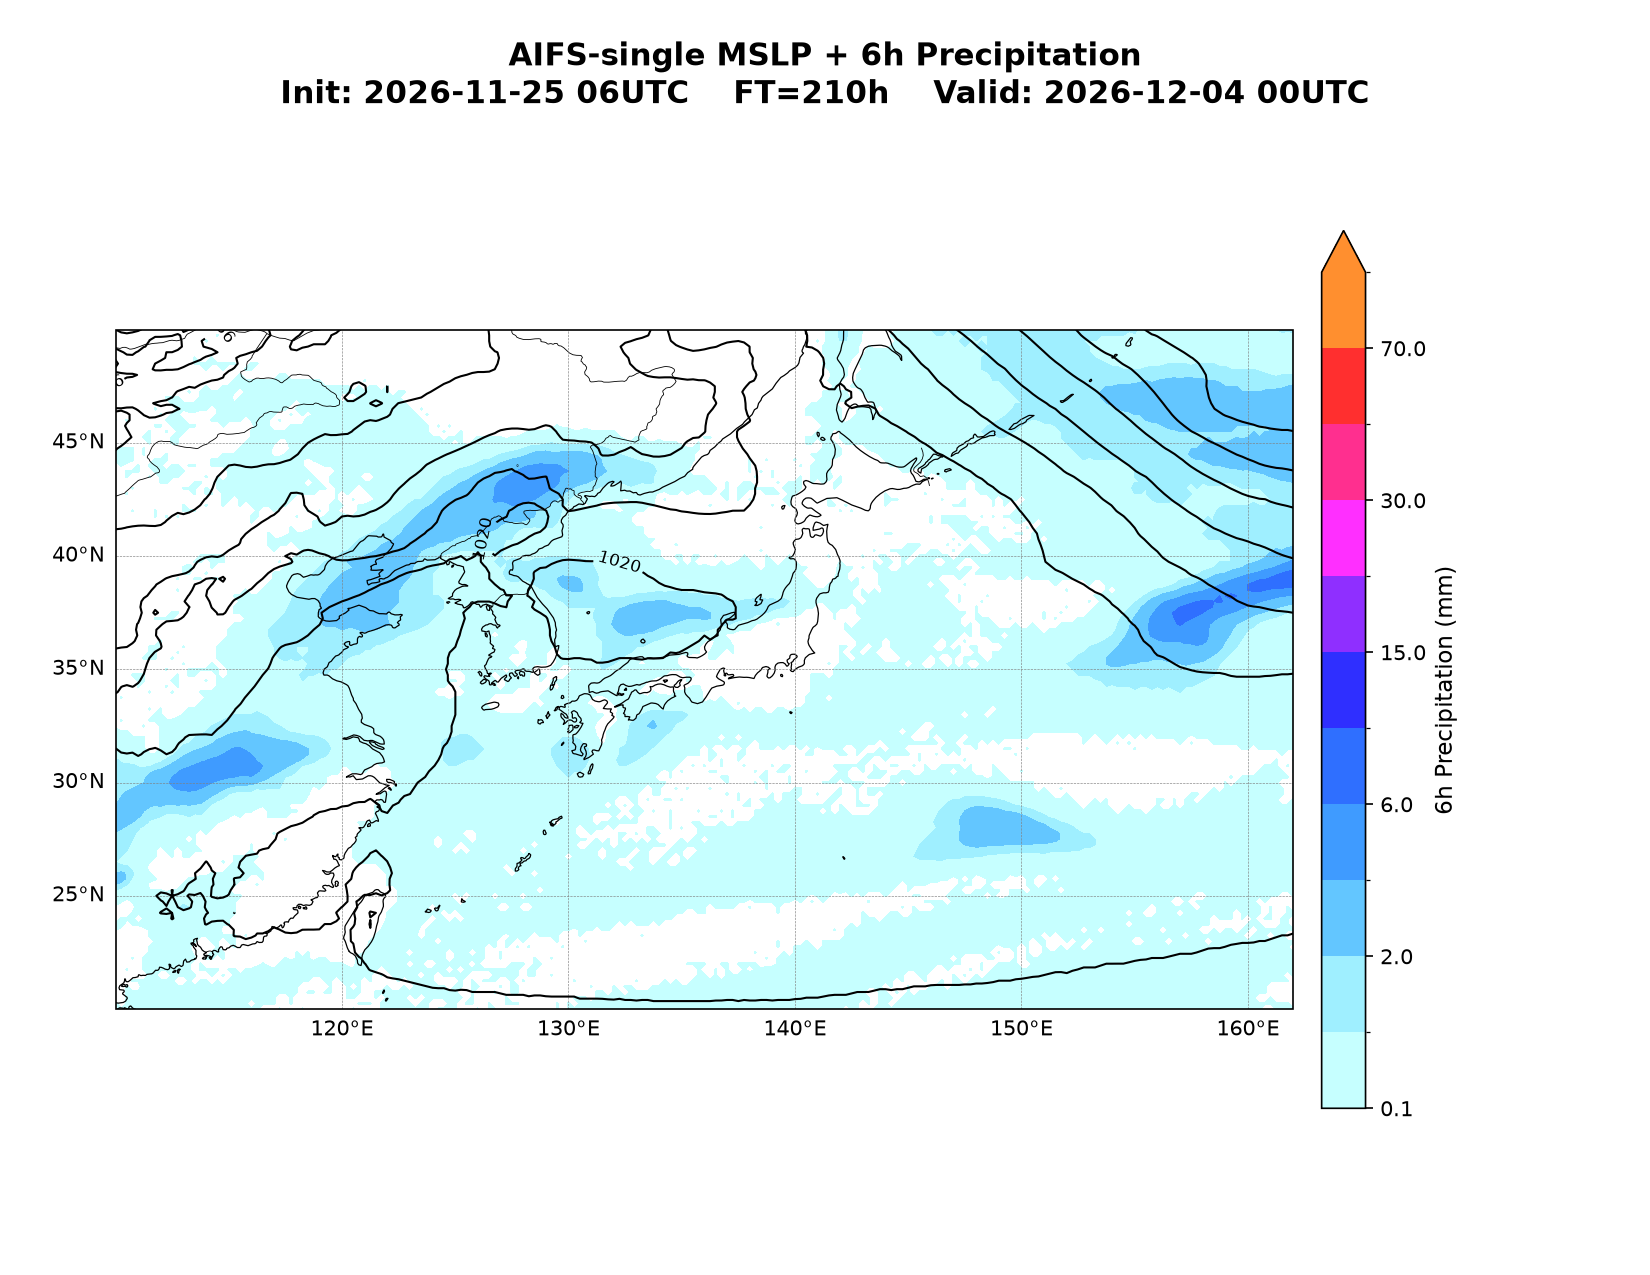 AIFS-single MSLP + 6h Precipitation
Init: 2026-11-25 06UTC    FT=210h    Valid: 2026-12-04 00UTC
70.0
30.0
15.0
6.0
2.0
0.1
6h Precipitation (mm)
45°N
40°N
35°N
30°N
25°N
1020
1020
120°E
130°E
140°E
150°E
160°E